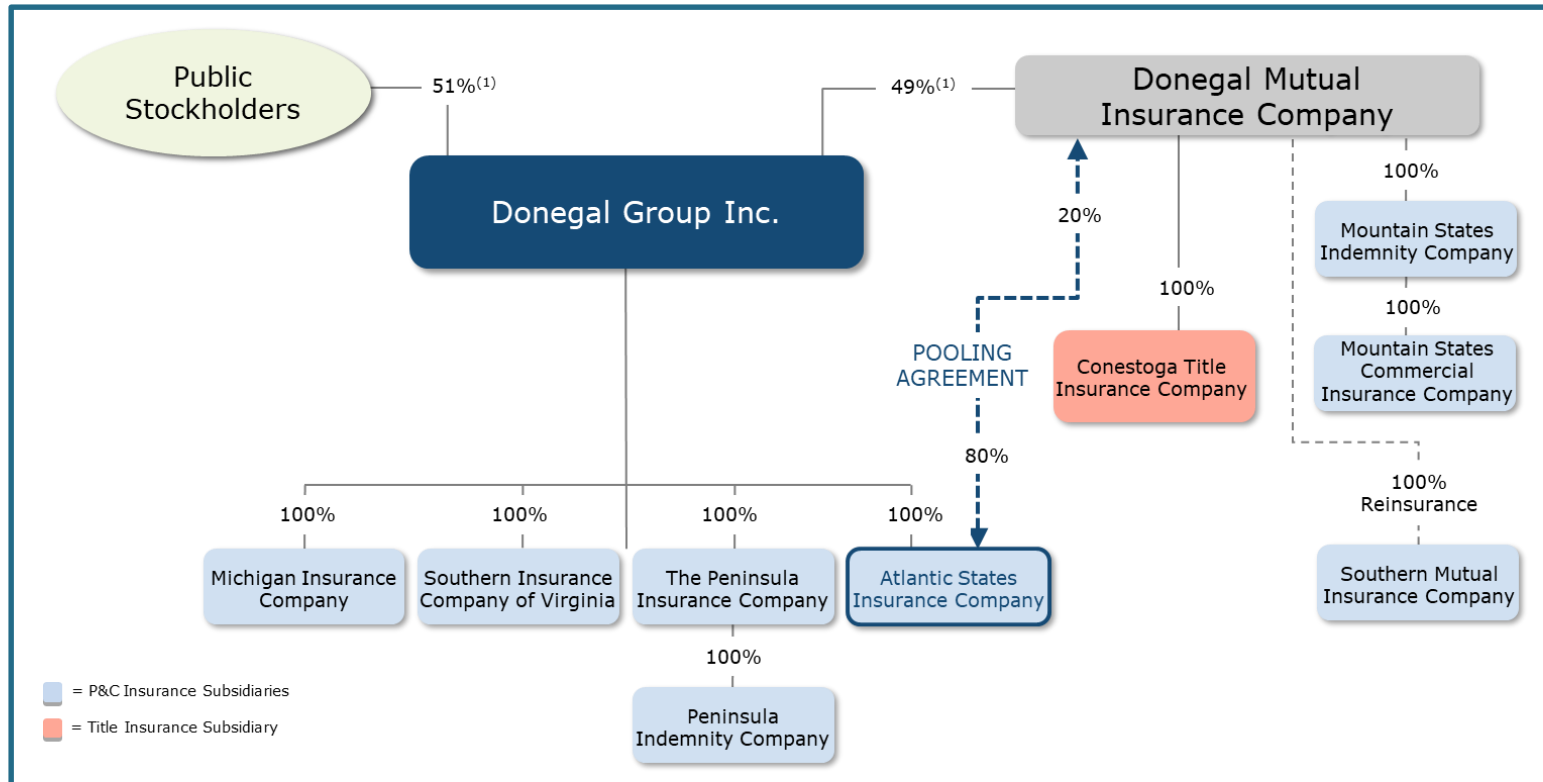 Public
Stockholders
51%(1)
49%(1)
Donegal Mutual
Insurance Company
Donegal Group Inc.
20%
100%
100%
Mountain States
Indemnity Company
100%
Mountain States
Commercial
Insurance Company
POOLING
AGREEMENT
Conestoga Title
Insurance Company
80%
100%
Reinsurance
Southern Mutual
Insurance Company
100%
100%
100%
100%
Michigan Insurance
Company
Southern Insurance
Company of Virginia
The Peninsula
Insurance Company
Atlantic States
Insurance Company
100%
Peninsula
Indemnity Company
= P&C Insurance Subsidiaries
= Title Insurance Subsidiary